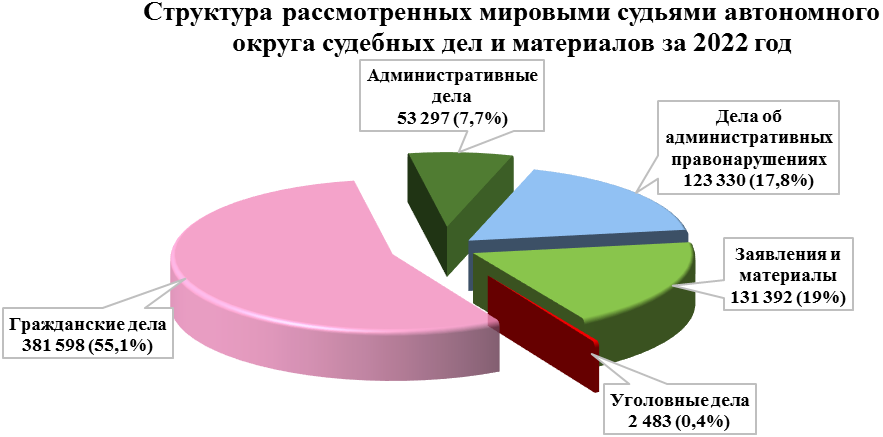 Структура рассмотренных мировыми судьями автономного
округа судебных дел и материалов за 2022 год
Административные
дела
53 297 (7,7%)
Дела об
административных
правонарушениях
123 330 (17,8%)
Заявления и
материалы
131 392 (19%)
Гражданские дела
381 598 (55,1%)
Уголовные дела
2 483 (0,4%)